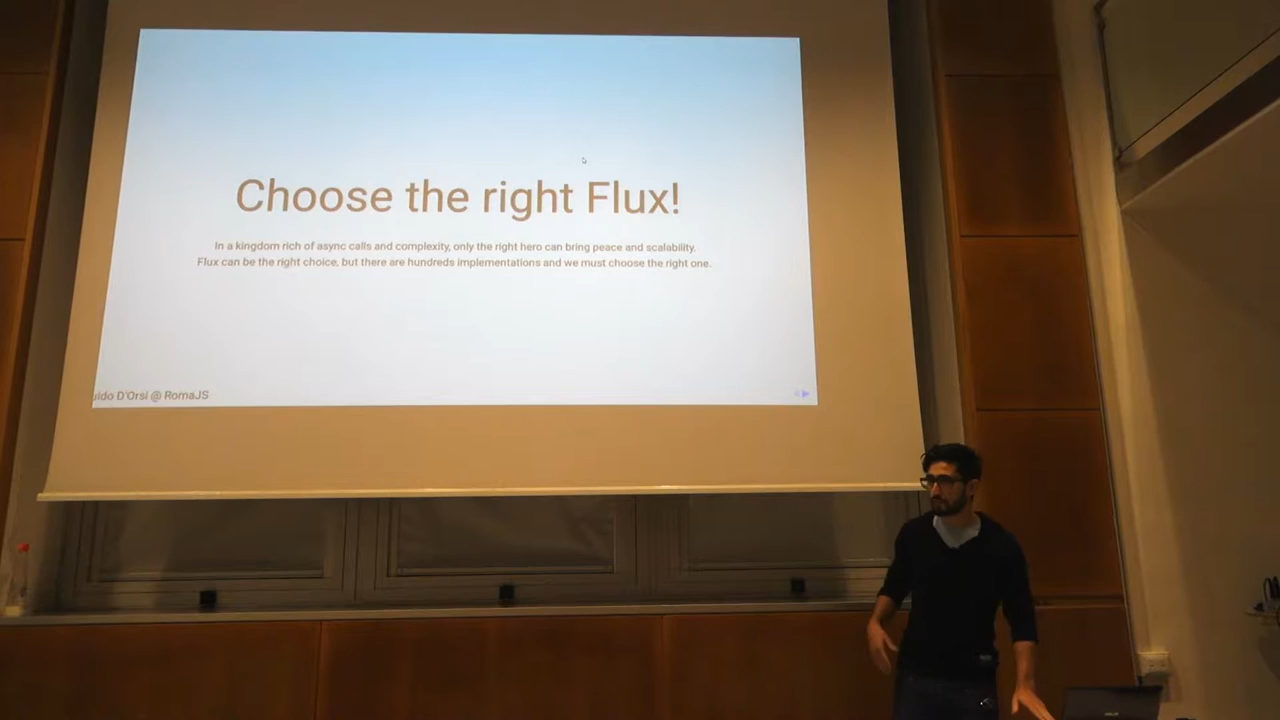 Choose the right Flux!
In a kingdom rich of async calls and complexity, only the right hero can bring peace and scalability.
Flux can be the right choice, but there are hundreds implementations and we must choose the right one.
D'Orsi @ RomaJS